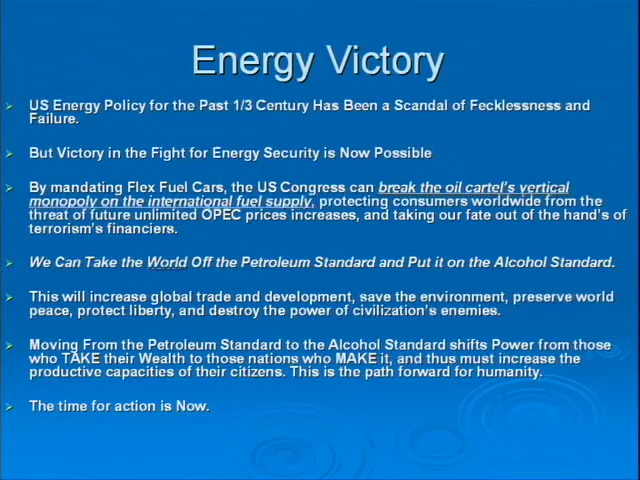 Energy Victory
US Energy Policy for the Past 1/3 Century Has Been a Scandal of Fecklessness and
Failure.
But Victory in the Fight for Energy Security is Now Possible
By mandating Flex Fuel Cars, the US Congress can break the oil cartel's vertical
monopoly on the international fuel supply, protecting consumers worldwide from the
threat of future unlimited OPEC prices increases, and taking our fate out of the hand's of
terrorism's financiers.
We Can Take the World Off the Petroleum Standard and Put it on the Alcohol Standard.
This will increase global trade and development, save the environment, preserve world
peace, protect liberty, and destroy the power of civilization's enemies.
Moving From the Petroleum Standard to the Alcohol Standard shifts Power from those
who TAKE their Wealth to those nations who MAKE it, and thus must increase the
productive capacities of their citizens. This is the path forward for humanity.
The time for action is Now.